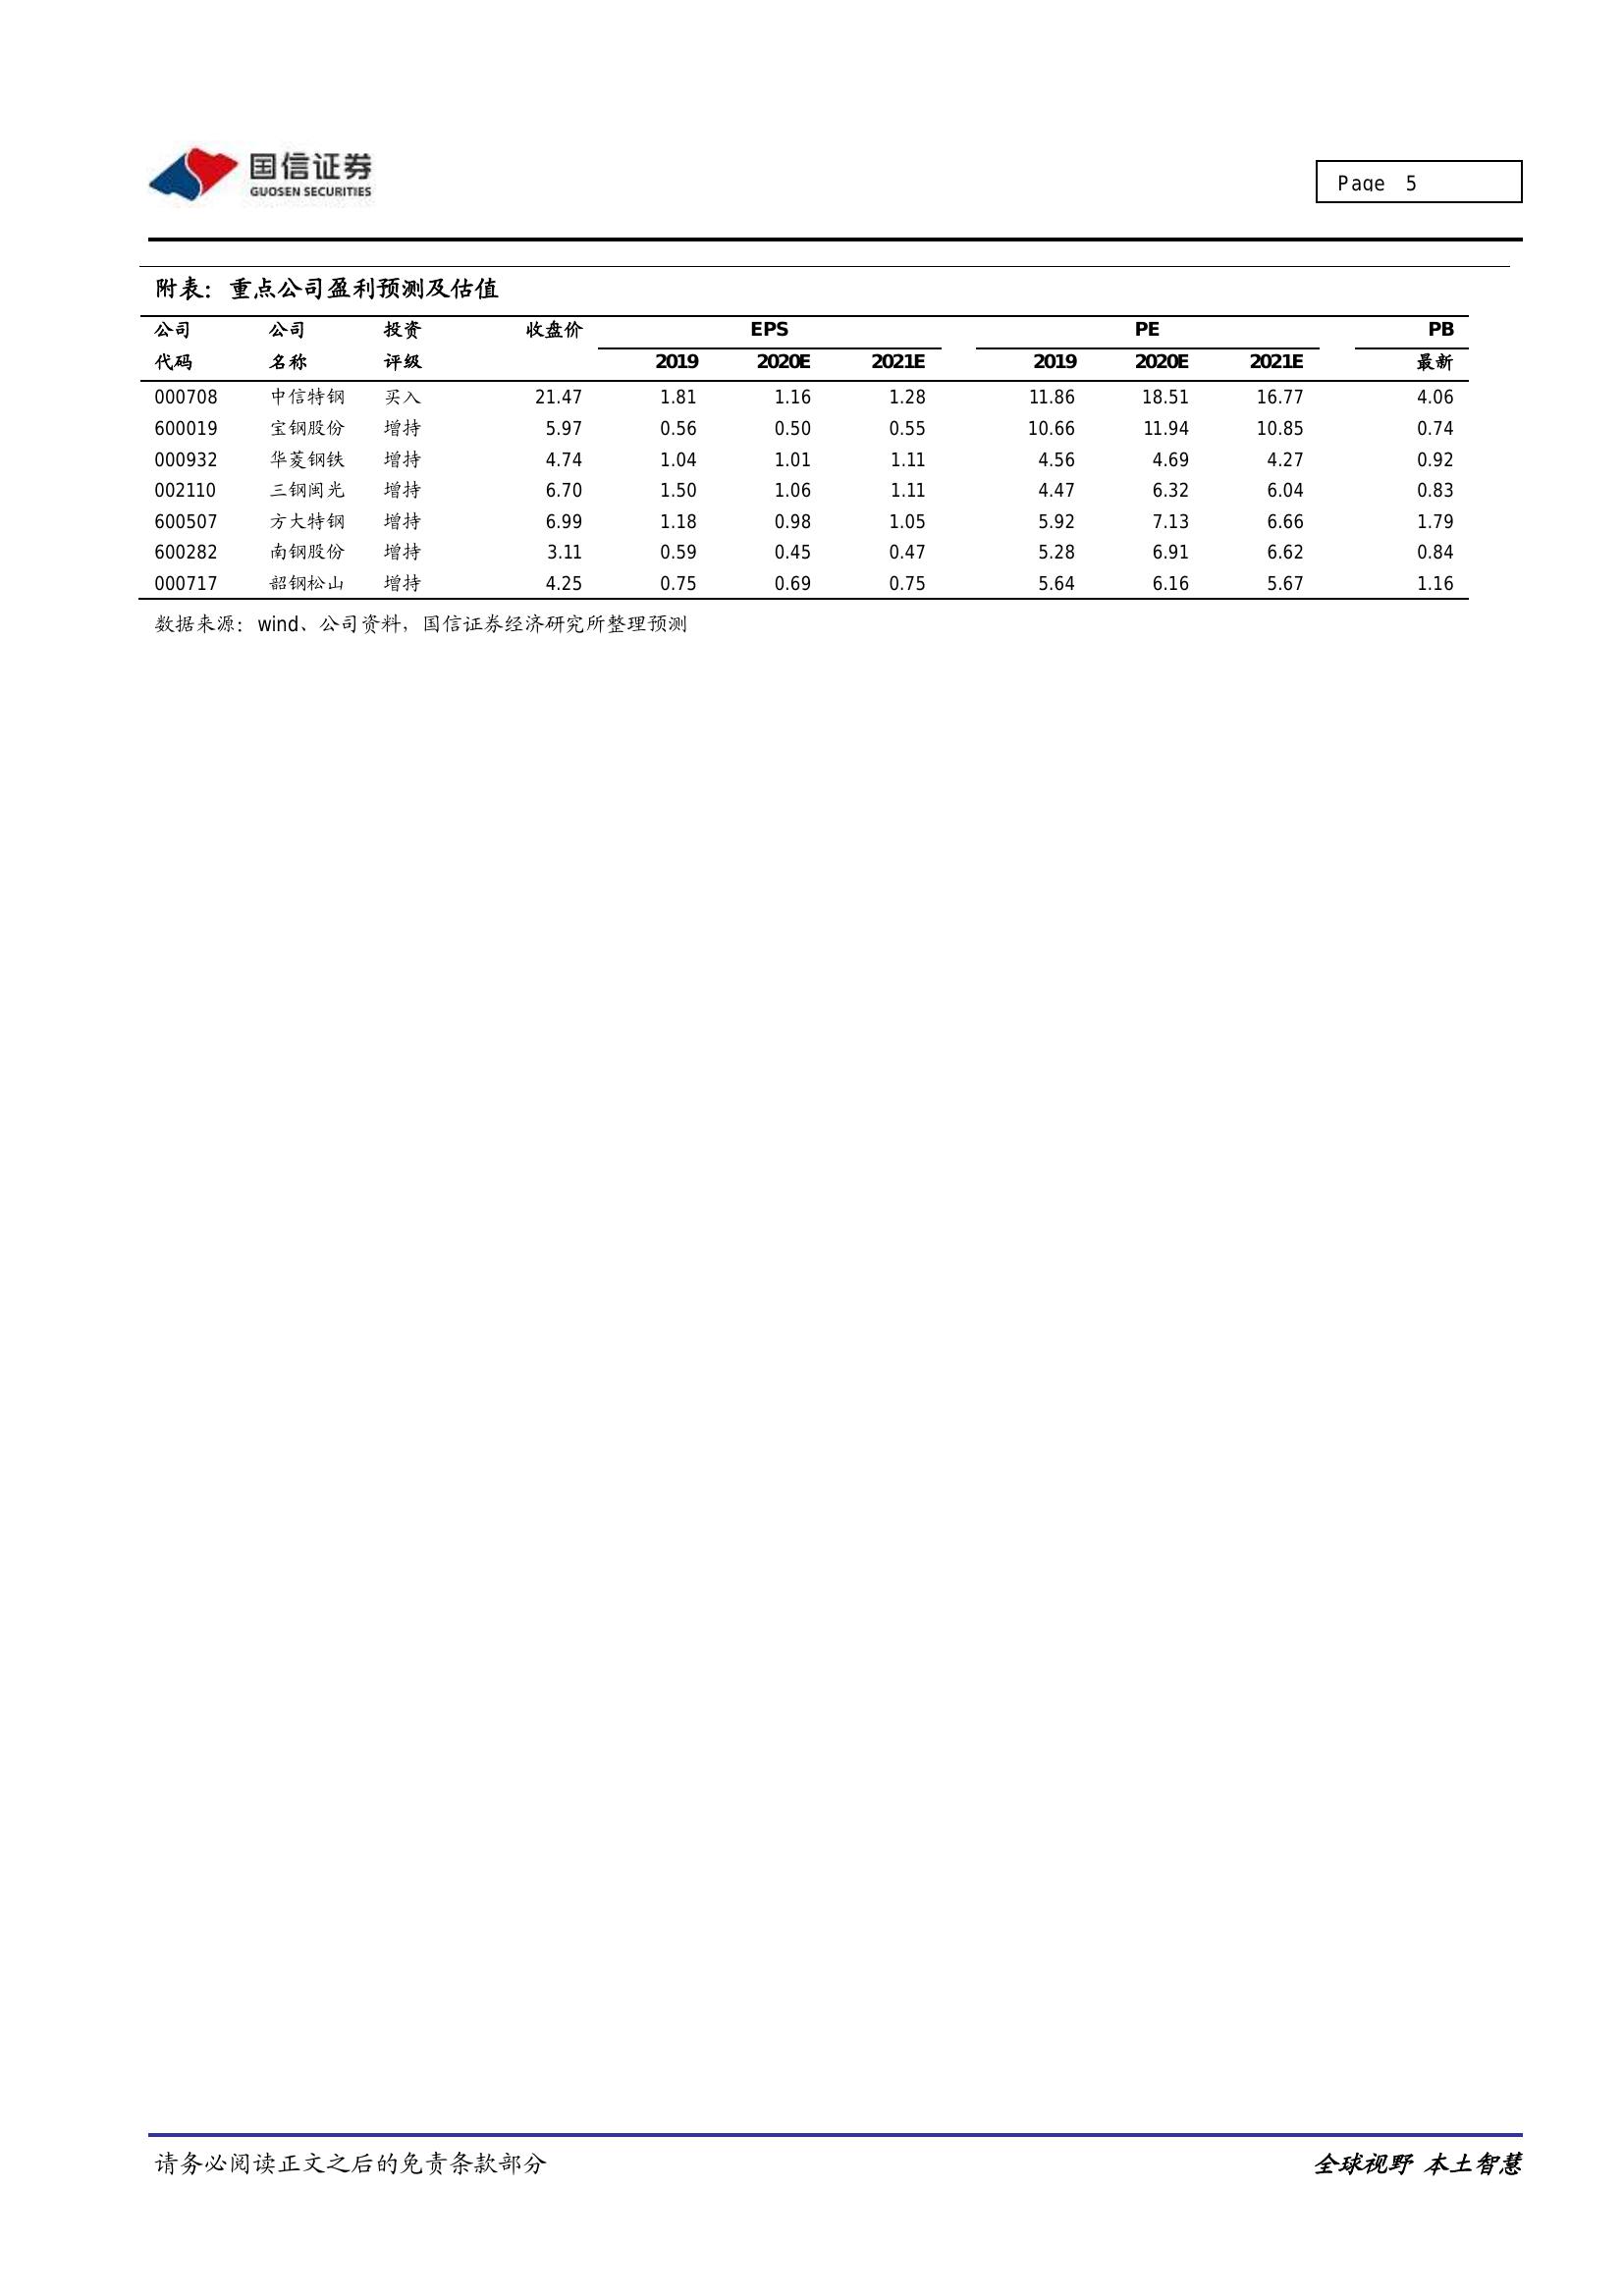 国信证券
GUOSEN SECURITIES
Page 5
附表：重点公司盈利预测及估值
公司 公司 投资 收盘价 EPS PE PB
代码 名称 评级 2019 2020E 2021E 2019 2020E 2021E 最新
000708 中信特钢 买入 21.47 1.81 1.16 1.28 11.86 18.51 16.77 4.06
600019 宝钢股份 增持 5.97 0.56 0.50 0.55 10.66 11.94 10.85 0.74
000932 华菱钢铁 增持 4.74 1.04 1.01 1.11 4.56 4.69 4.27 0.92
002110 三钢闽光 增持 6.70 1.50 1.06 1.11 4.47 6.32 6.04 0.83
600507 方大特钢 增持 6.99 1.18 0.98 1.05 5.92 7.13 6.66 1.79
600282 南钢股份 增持 3.11 0.59 0.45 0.47 5.28 6.91 6.62 0.84
000717 韶钢松山 增持 4.25 0.75 0.69 0.75 5.64 6.16 5.67 1.16
数据来源：wind、公司资料，国信证券经济研究所整理预测
请务必阅读正文之后的免责条款部分 全球视野 本土智慧